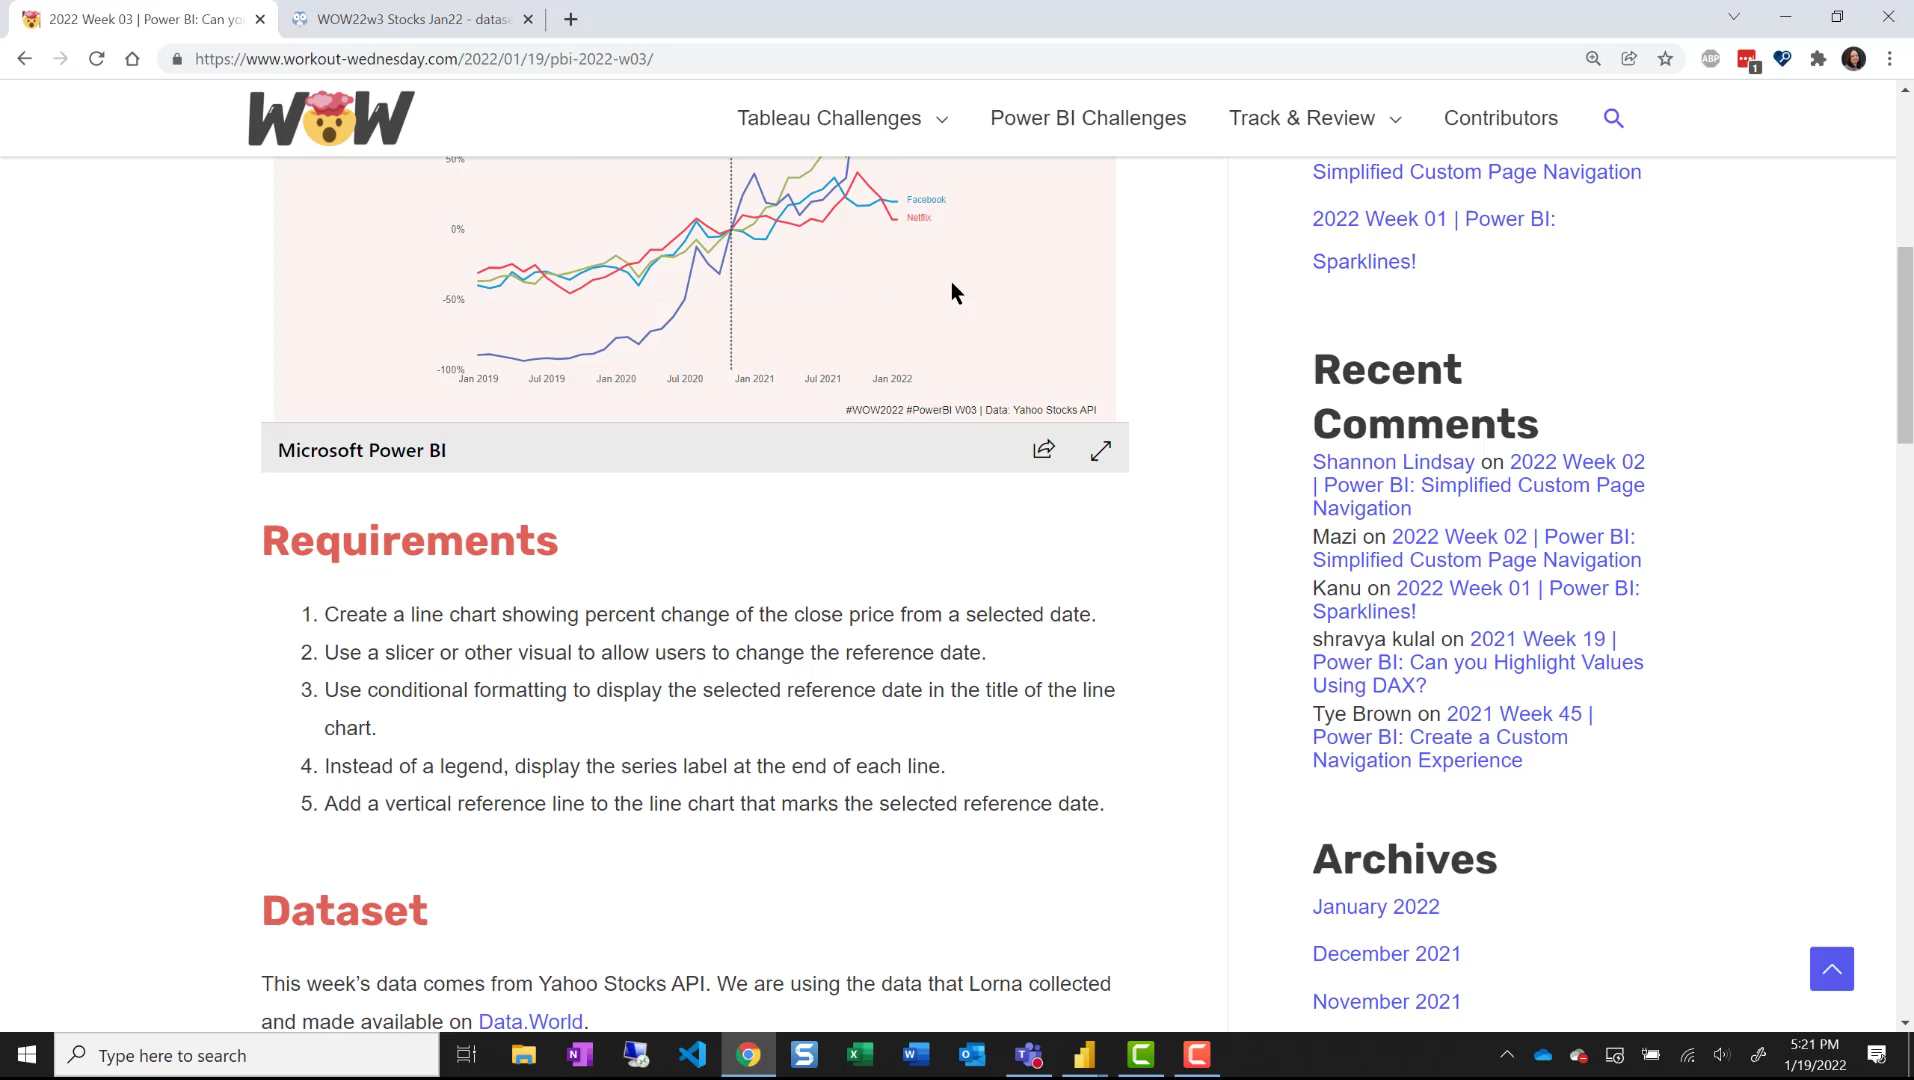 2022 Week 03 | Power BI: Can yo
WOW22w3 Stocks Jan22 - datase
https://www.workout-wednesday.com/2022/01/19/pbi-2022-w03/
ABP
1
WOW
Tableau Challenges
Power BI Challenges
Track & Review
Contributors
50%
0%
-50%
-100%
Facebook
Netflix
Jan 2019
Jul 2019
Jan 2020
Jul 2020
Jan 2021
Jul 2021
Jan 2022
#WOW2022 #PowerBI W03 | Data: Yahoo Stocks API
Microsoft Power BI
Requirements
1. Create a line chart showing percent change of the close price from a selected date.
2. Use a slicer or other visual to allow users to change the reference date.
3. Use conditional formatting to display the selected reference date in the title of the line
chart.
4. Instead of a legend, display the series label at the end of each line.
5. Add a vertical reference line to the line chart that marks the selected reference date.
Dataset
This week's data comes from Yahoo Stocks API. We are using the data that Lorna collected
and made available on Data.World.
Simplified Custom Page Navigation
2022 Week 01 | Power BI:
Sparklines!
Recent
Comments
Shannon Lindsay on 2022 Week 02
| Power BI: Simplified Custom Page
Navigation
Mazi on 2022 Week 02 | Power BI:
Simplified Custom Page Navigation
Kanu on 2022 Week 01 | Power BI:
Sparklines!
shravya kulal on 2021 Week 19 |
Power BI: Can you Highlight Values
Using DAX?
Tye Brown on 2021 Week 45 |
Power BI: Create a Custom
Navigation Experience
Archives
January 2022
December 2021
November 2021
Type here to search
5:21 PM
1/19/2022